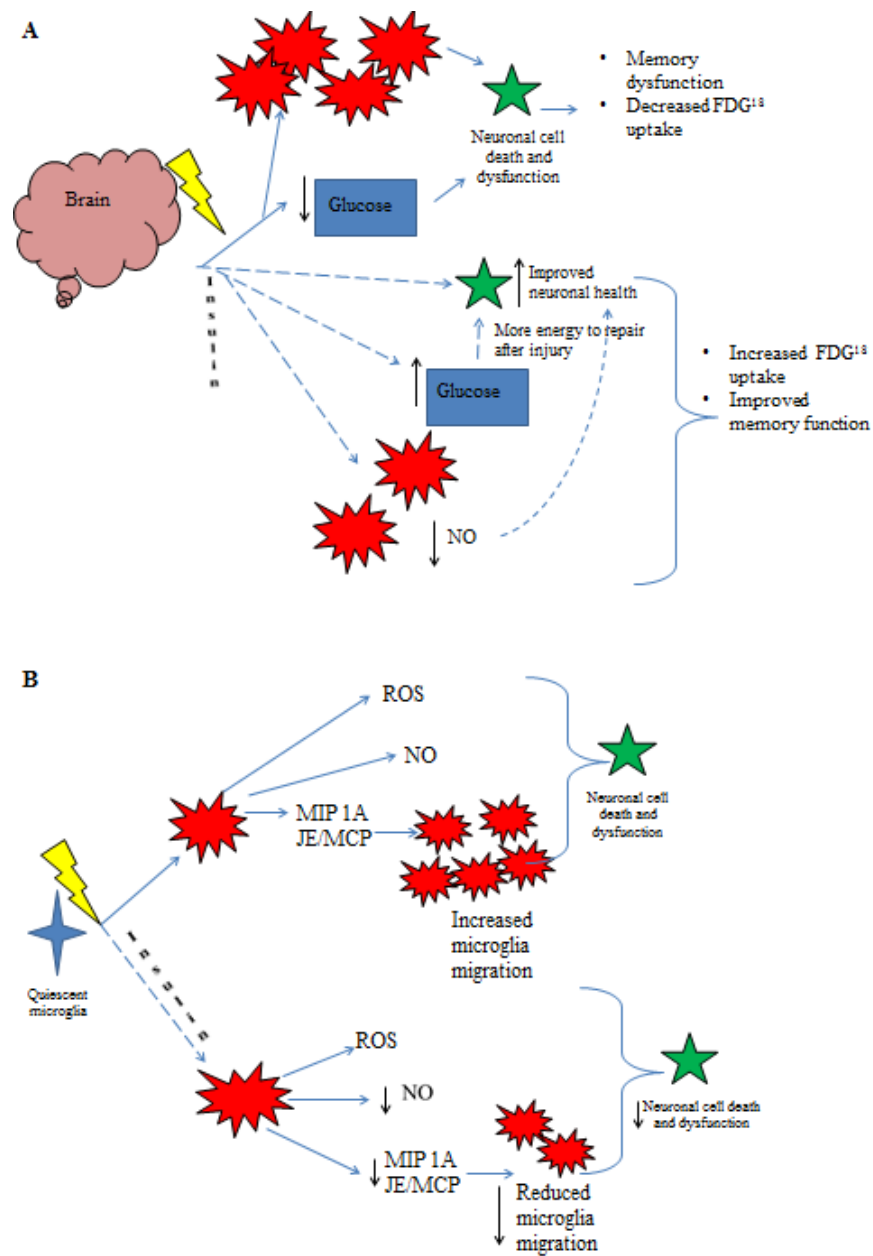 A
• Memory
dysfunction
• Decreased FDG¹⁸
uptake
Neuronal cell
death and
dysfunction
Brain
Glucose
Insulin
Improved
neuronal health
More energy to repair
after injury
Glucose
• Increased FDG¹⁸
uptake
• Improved
memory function
NO
B
ROS
NO
MIP 1A
JE/MCP
Neuronal cell
death and
dysfunction
Increased
microglia
migration
Quiescent
microglia
Insulin
ROS
NO
MIP 1A
JE/MCP
Neuronal cell death
and dysfunction
Reduced
microglia
migration